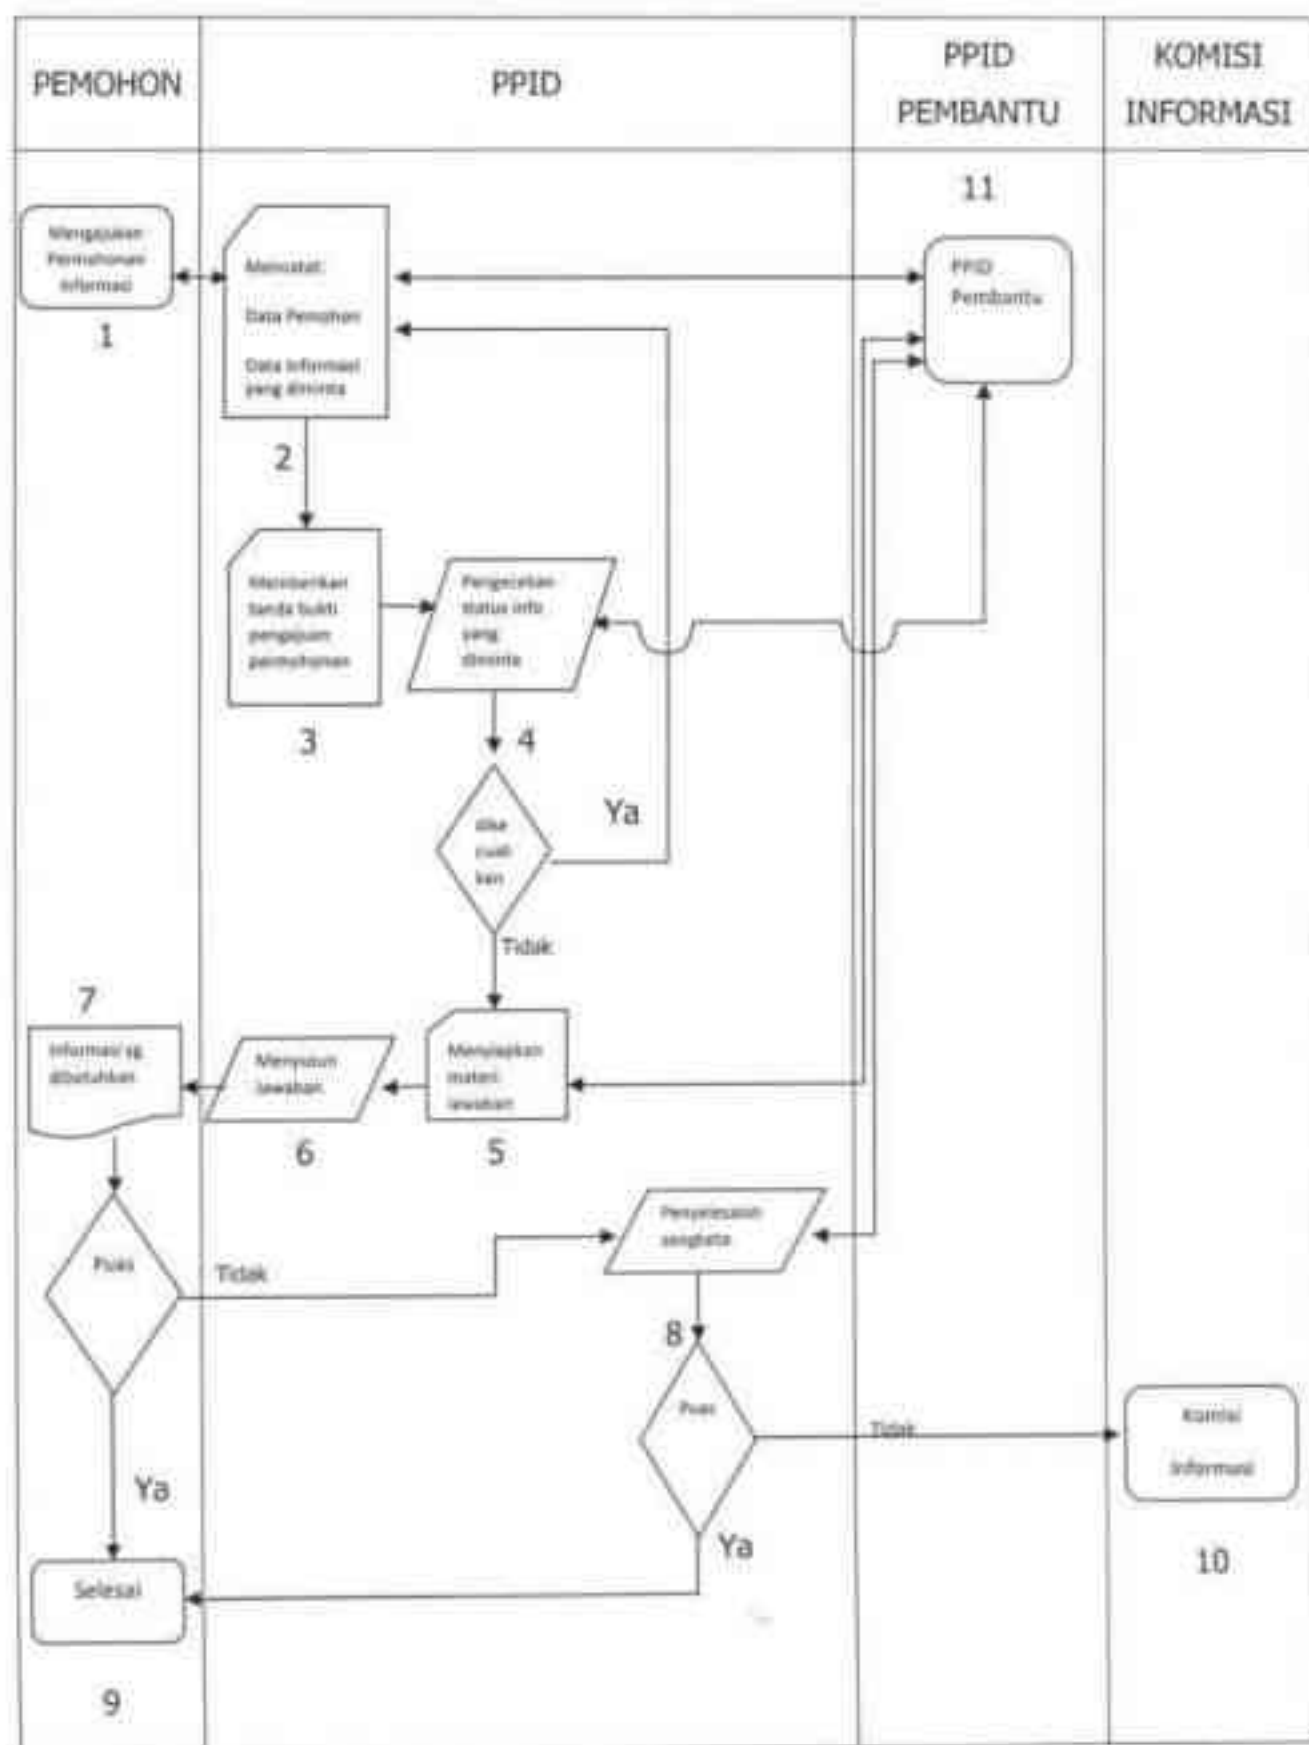 PEMOHON
PPID
PPID
PEMBANTU
KOMISI
INFORMASI
Mengajukan
Permohonan
Informasi
1
Mencatat:
Data Pemohon
Data Informasi
yang diminta
2
11
PPID
Pembantu
Memberikan
tanda bukti
pengajuan
permohonan
3
Pengecekan
status info
yang
diminta
4
dike
cuali
kan
Ya
Tidak
7
Informasi yg
dibutuhkan
Menyusun
Jawaban
6
Menyiapkan
materi
jawaban
5
Puas
Tidak
Ya
Penyelesaian
sengketa
8
Puas
Tidak
Ya
Komisi
Informasi
10
Selesai
9